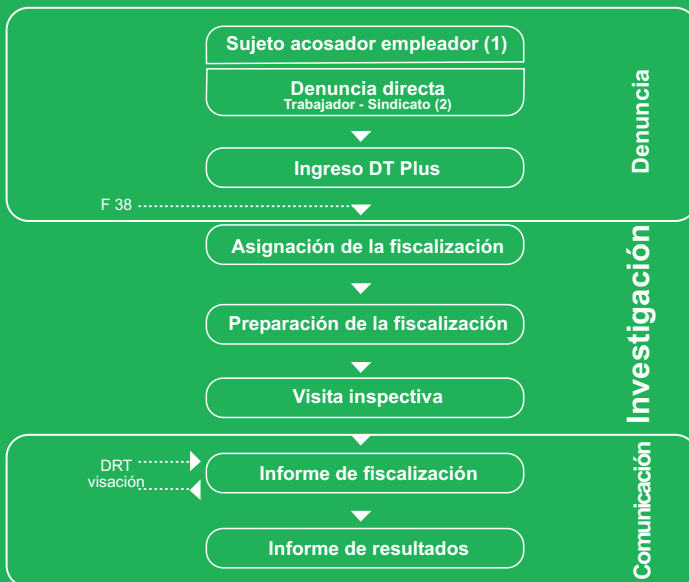 Sujeto acosador empleador (1)
Denuncia directa
Trabajador - Sindicato (2)
Denuncia
Ingreso DT Plus
F 38
Asignación de la fiscalización
Preparación de la fiscalización
Investigación
Visita inspectiva
DRT
visación
Informe de fiscalización
Comunicación
Informe de resultados